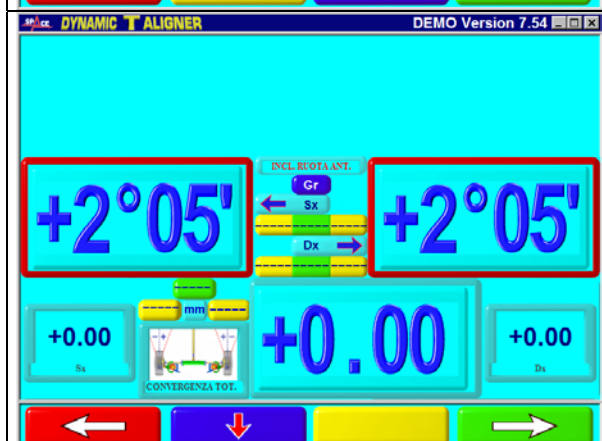 SPACE DYNAMIC T ALIGNER DEMO Version 7.54
INCL. RUOTA ANT.
Gr
Sx
+2°05' +2°05'
Dx
mm
+0.00 +0.00 +0.00
Sx Dx
CONVERGENZA TOT.